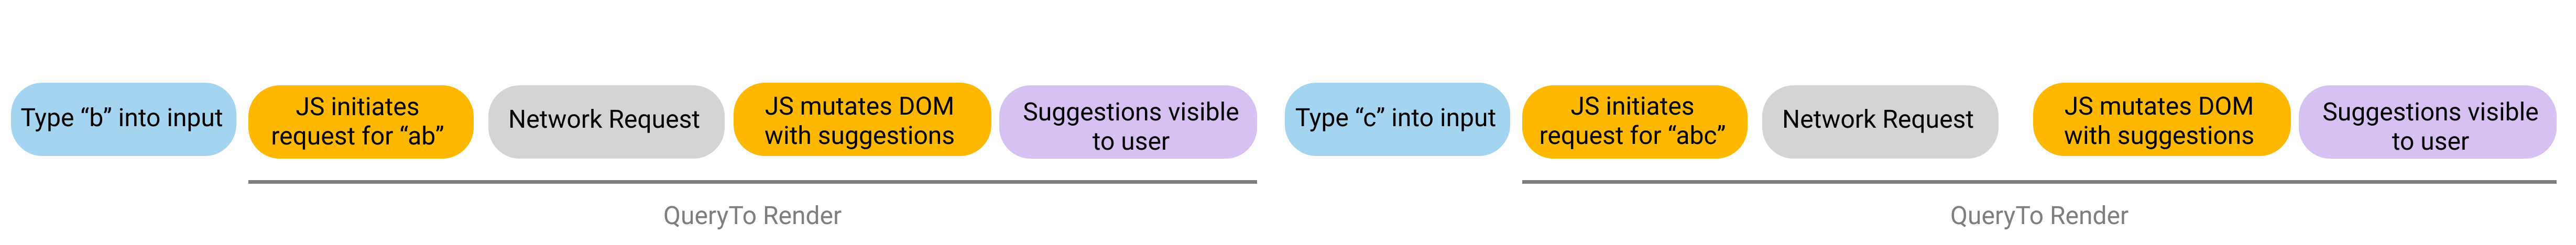 Type “b” into input
JS initiates
request for “ab”
Network Request
JS mutates DOM
with suggestions
Suggestions visible
to user
Type “c” into input
JS initiates
request for “abc”
Network Request
JS mutates DOM
with suggestions
Suggestions visible
to user
QueryTo Render
QueryTo Render